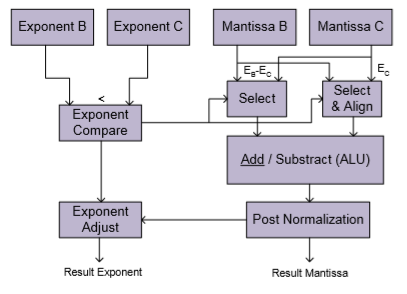 Exponent B
Exponent C
Mantissa B
Mantissa C
E_B-E_C
E_C
<
Exponent
Compare
Select
Select
& Align
Add / Substract (ALU)
Exponent
Adjust
Post Normalization
Result Exponent
Result Mantissa